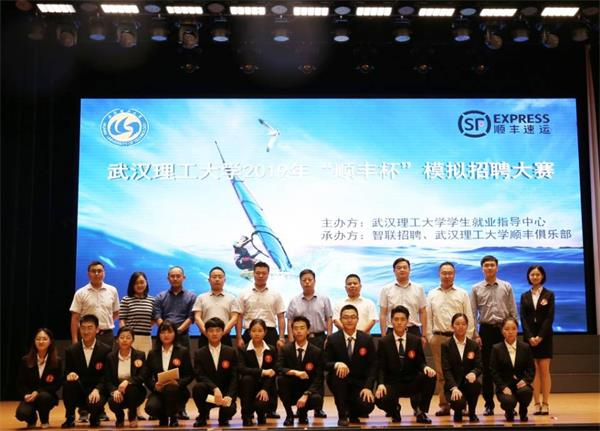 SF EXPRESS
顺丰速运
武汉理工大学2019年“顺丰杯”模拟招聘大赛
主办方：武汉理工大学学生就业指导中心
承办方：智联招聘、武汉理工大学顺丰俱乐部